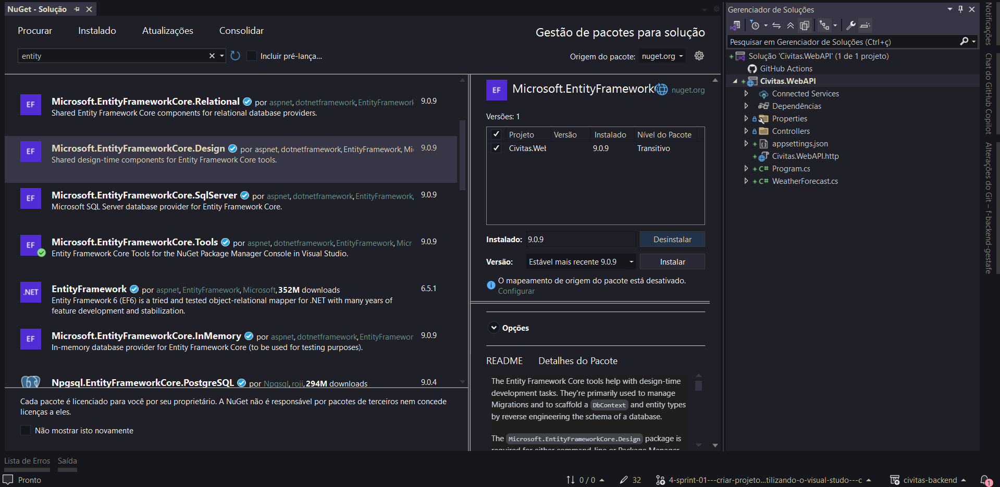 NuGet - Solução
Procurar
Instalado
Atualizações
Consolidar
Gestão de pacotes para solução
entity
Incluir pré-lança...
Origem do pacote:
nuget.org
EF
Microsoft.EntityFrameworkCore.Relational por aspnet, dotnetframework, EntityFramework 9.0.9
Shared Entity Framework Core components for relational database providers.
EF
Microsoft.EntityFrameworkCore.Design por aspnet, dotnetframework, EntityFramework, Mi 9.0.9
Shared design-time components for Entity Framework Core tools.
EF
Microsoft.EntityFrameworkCore.SqlServer por aspnet, dotnetframework, EntityFramework, 9.0.9
Microsoft SQL Server database provider for Entity Framework Core.
EF
Microsoft.EntityFrameworkCore.Tools por aspnet, dotnetframework, EntityFramework, Micr 9.0.9
Entity Framework Core Tools for the NuGet Package Manager Console in Visual Studio.
.NET
EntityFramework por aspnet, EntityFramework, Microsoft, 352M downloads 6.5.1
Entity Framework 6 (EF6) is a tried and tested object-relational mapper for .NET with many years of
feature development and stabilization.
EF
Microsoft.EntityFrameworkCore.InMemory por aspnet, dotnetframework, EntityFramewor 9.0.9
In-memory database provider for Entity Framework Core (to be used for testing purposes).
Npgsql.EntityFrameworkCore.PostgreSQL por Npgsql, roji, 294M downloads 9.0.4
Cada pacote é licenciado para você por seu proprietário. A NuGet não é responsável por pacotes de terceiros nem concede
licenças a eles.
Não mostrar isto novamente
EF
Microsoft.EntityFramework
nuget.org
Versões: 1
Projeto Versão Instalado Nível do Pacote
Civitas.Wel 9.0.9 Transitivo
Instalado: 9.0.9 Desinstalar
Versão: Estável mais recente 9.0.9 Instalar
O mapeamento de origem do pacote está desativado.
Configurar
Opções
README Detalhes do Pacote
The Entity Framework Core tools help with design-time
development tasks. They're primarily used to manage
Migrations and to scaffold a DbContext and entity types
by reverse engineering the schema of a database.
The Microsoft.EntityFrameworkCore.Design package is
required for either command-line or Package Manager
Gerenciador de Soluções
Pesquisar em Gerenciador de Soluções (Ctrl+ç)
Solução 'Civitas.WebAPI' (1 de 1 projeto)
GitHub Actions
Civitas.WebAPI
Connected Services
Dependências
Properties
Controllers
appsettings.json
Civitas.WebAPI.http
C# Program.cs
C# WeatherForecast.cs
Notificações
Chat do GitHub Copilot
Alterações do Git – f-backend-gestafe
Lista de Erros
Saída
Pronto
0 / 0
32
4-sprint-01---criar-projeto...tilizando-o-visual-studo---c
civitas-backend
1